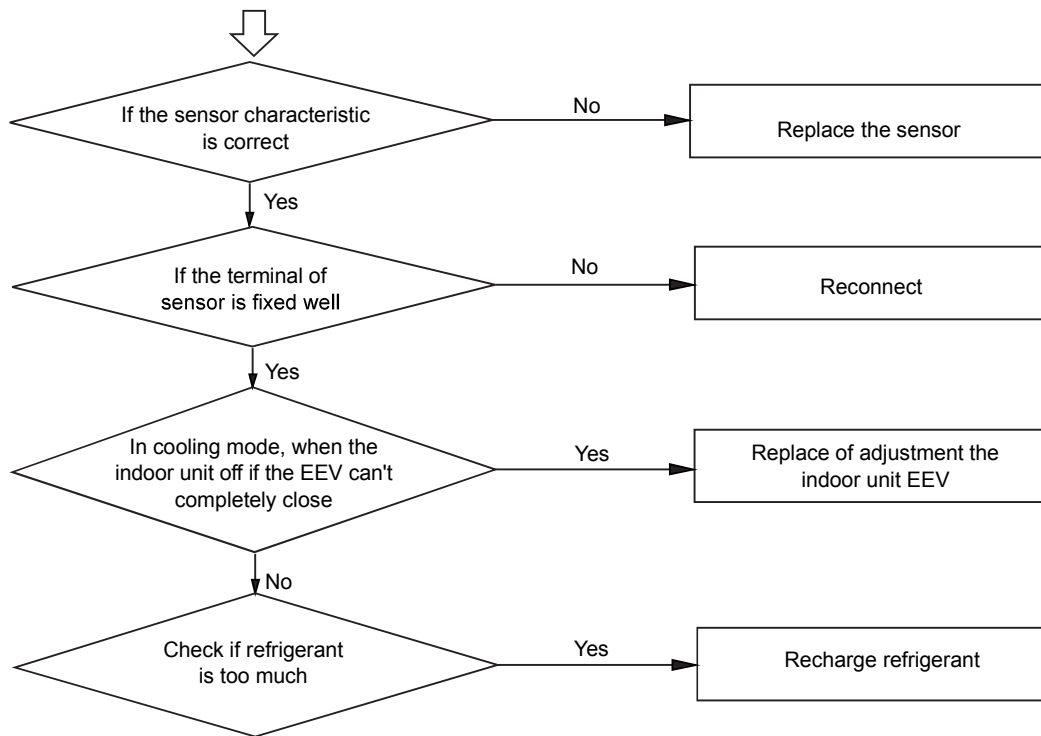 If the sensor characteristic
is correct
No
Replace the sensor
Yes
If the terminal of
sensor is fixed well
No
Reconnect
Yes
In cooling mode, when the
indoor unit off if the EEV can't
completely close
Yes
Replace of adjustment the
indoor unit EEV
No
Check if refrigerant
is too much
Yes
Recharge refrigerant